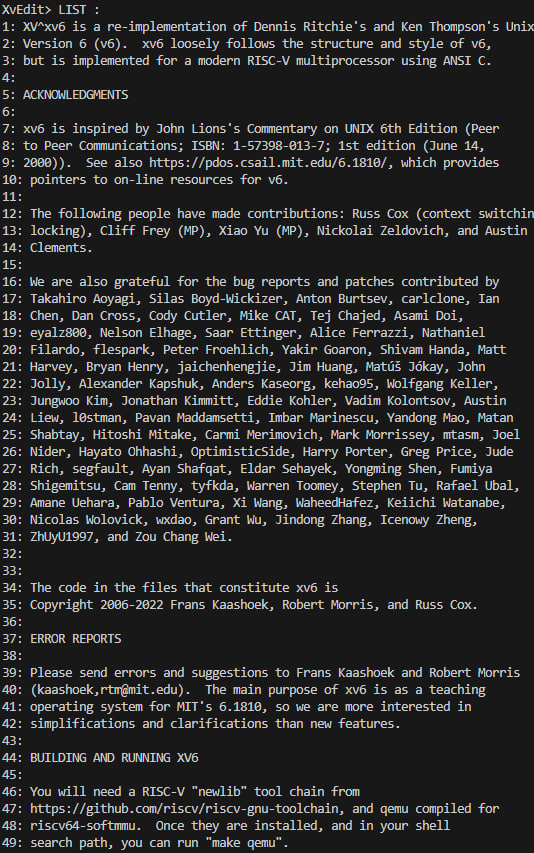 XvEdit> LIST :
1: XV^xv6 is a re-implementation of Dennis Ritchie's and Ken Thompson's Unix
2: Version 6 (v6).  xv6 loosely follows the structure and style of v6,
3: but is implemented for a modern RISC-V multiprocessor using ANSI C.
4:
5: ACKNOWLEDGMENTS
6:
7: xv6 is inspired by John Lions's Commentary on UNIX 6th Edition (Peer
8: to Peer Communications; ISBN: 1-57398-013-7; 1st edition (June 14,
9: 2000)).  See also https://pdos.csail.mit.edu/6.1810/, which provides
10: pointers to on-line resources for v6.
11:
12: The following people have made contributions: Russ Cox (context switchin
13: locking), Cliff Frey (MP), Xiao Yu (MP), Nickolai Zeldovich, and Austin
14: Clements.
15:
16: We are also grateful for the bug reports and patches contributed by
17: Takahiro Aoyagi, Silas Boyd-Wickizer, Anton Burtsev, carlclone, Ian
18: Chen, Dan Cross, Cody Cutler, Mike CAT, Tej Chajed, Asami Doi,
19: eyalz800, Nelson Elhage, Saar Ettinger, Alice Ferrazzi, Nathaniel
20: Filardo, flespark, Peter Froehlich, Yakir Goaron, Shivam Handa, Matt
21: Harvey, Bryan Henry, jaichenhengjie, Jim Huang, Matúš Jókay, John
22: Jolly, Alexander Kapshuk, Anders Kaseorg, kehao95, Wolfgang Keller,
23: Jungwoo Kim, Jonathan Kimmitt, Eddie Kohler, Vadim Kolontsov, Austin
24: Liew, l0stman, Pavan Maddamsetti, Imbar Marinescu, Yandong Mao, Matan
25: Shabtay, Hitoshi Mitake, Carmi Merimovich, Mark Morrissey, mtasm, Joel
26: Nider, Hayato Ohhashi, OptimisticSide, Harry Porter, Greg Price, Jude
27: Rich, segfault, Ayan Shafqat, Eldar Sehayek, Yongming Shen, Fumiya
28: Shigemitsu, Cam Tenny, tyfkda, Warren Toomey, Stephen Tu, Rafael Ubal,
29: Amane Uehara, Pablo Ventura, Xi Wang, WaheedHafez, Keiichi Watanabe,
30: Nicolas Wolovick, wxdao, Grant Wu, Jindong Zhang, Icenowy Zheng,
31: ZhUyU1997, and Zou Chang Wei.
32:
33:
34: The code in the files that constitute xv6 is
35: Copyright 2006-2022 Frans Kaashoek, Robert Morris, and Russ Cox.
36:
37: ERROR REPORTS
38:
39: Please send errors and suggestions to Frans Kaashoek and Robert Morris
40: (kaashoek,rtm@mit.edu).  The main purpose of xv6 is as a teaching
41: operating system for MIT's 6.1810, so we are more interested in
42: simplifications and clarifications than new features.
43:
44: BUILDING AND RUNNING XV6
45:
46: You will need a RISC-V "newlib" tool chain from
47: https://github.com/riscv/riscv-gnu-toolchain, and qemu compiled for
48: riscv64-softmmu.  Once they are installed, and in your shell
49: search path, you can run "make qemu".